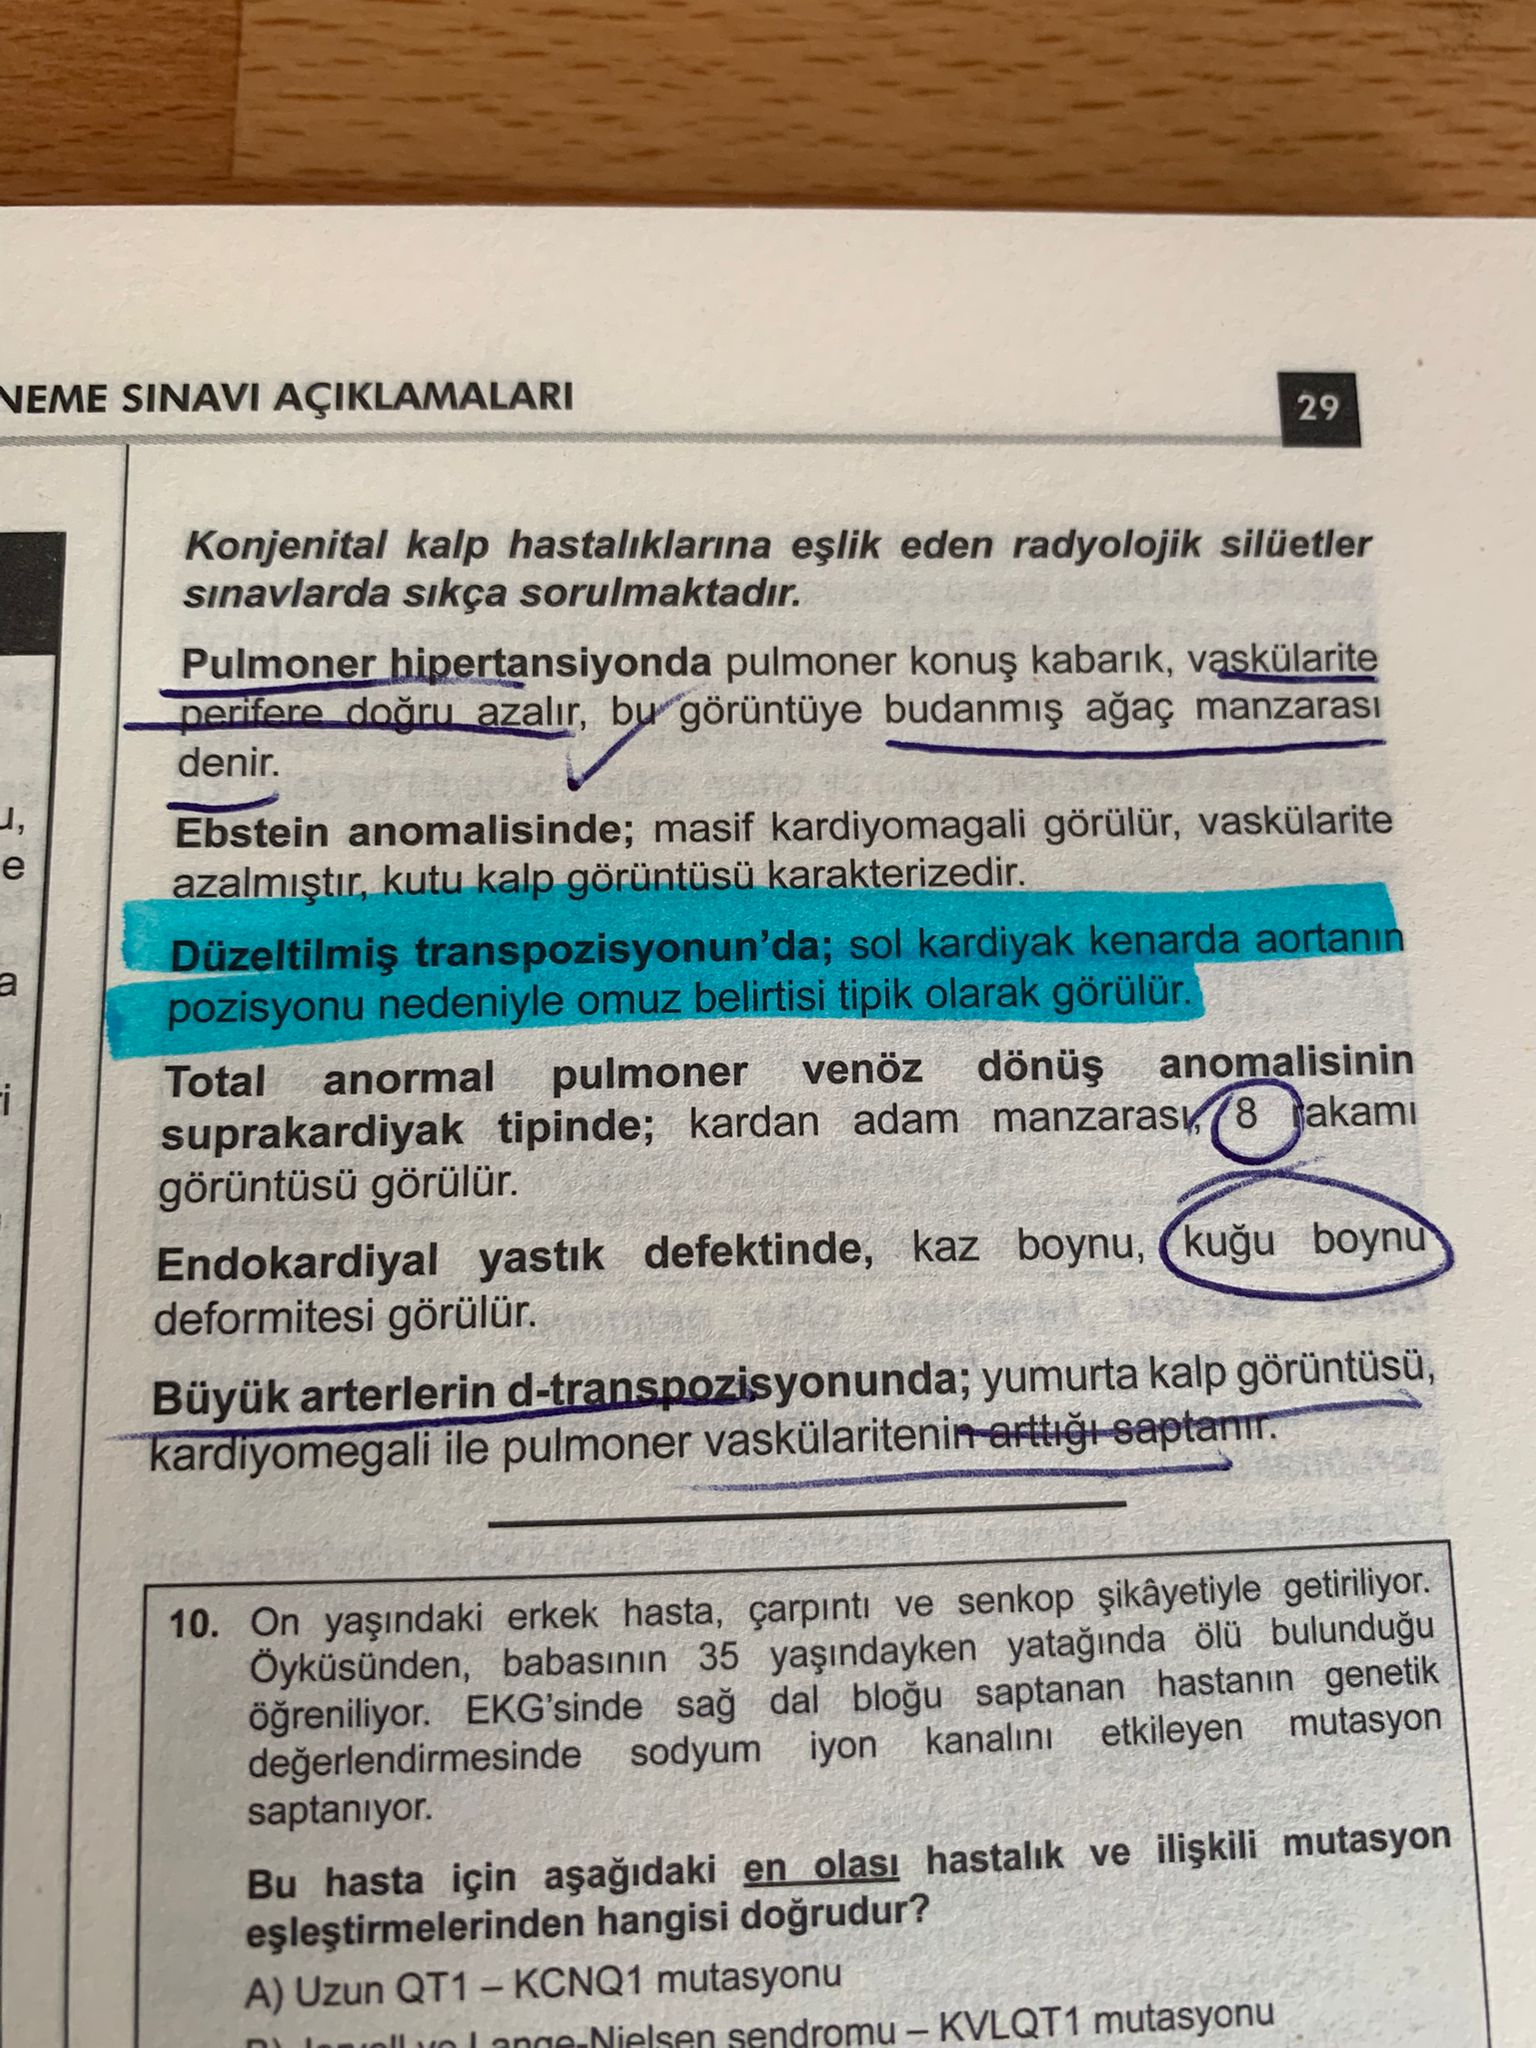 NEME SINAVI AÇIKLAMALARI
29
Konjenital kalp hastalıklarına eşlik eden radyolojik silüetler
sınavlarda sıkça sorulmaktadır.
Pulmoner hipertansiyonda pulmoner konuş kabarık, vaskülarite
perifere doğru azalır, bu görüntüye budanmış ağaç manzarası
denir.
Ebstein anomalisinde; masif kardiyomagali görülür, vaskülarite
azalmıştır, kutu kalp görüntüsü karakterizedir.
Düzeltilmiş transpozisyonun'da; sol kardiyak kenarda aortanın
pozisyonu nedeniyle omuz belirtisi tipik olarak görülür.
Total anormal pulmoner venöz dönüş anomalisinin
suprakardiyak tipinde; kardan adam manzarası, 8 rakamı
görüntüsü görülür.
Endokardiyal yastık defektinde, kaz boynu, kuğu boynu
deformitesi görülür.
Büyük arterlerin d-transpozisyonunda; yumurta kalp görüntüsü,
kardiyomegali ile pulmoner vaskülaritenin arttığı saptanır.
10. On yaşındaki erkek hasta, çarpıntı ve senkop şikâyetiyle getiriliyor.
Öyküsünden, babasının 35 yaşındayken yatağında ölü bulunduğu
öğreniliyor. EKG'sinde sağ dal bloğu saptanan hastanın genetik
değerlendirmesinde sodyum iyon kanalını etkileyen mutasyon
saptanıyor.
Bu hasta için aşağıdaki en olası hastalık ve ilişkili mutasyon
eşleştirmelerinden hangisi doğrudur?
A) Uzun QT1 – KCNQ1 mutasyonu
Lange-Nielsen sendromu – KVLQT1 mutasyonu